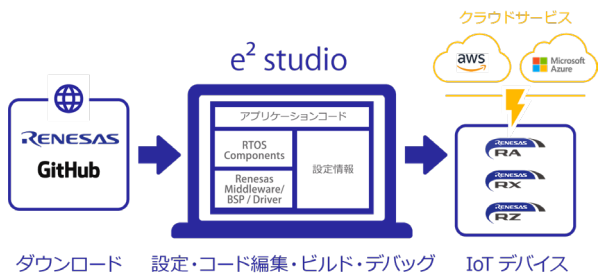 クラウドサービス
aws
Microsoft
Azure
e² studio
RENESAS
GitHub
アプリケーションコード
RTOS
Components
Renesas
Middleware/
BSP / Driver
設定情報
RENESAS
RA
RENESAS
RX
RENESAS
RZ
ダウンロード
設定・コード編集・ビルド・デバッグ
IoT デバイス